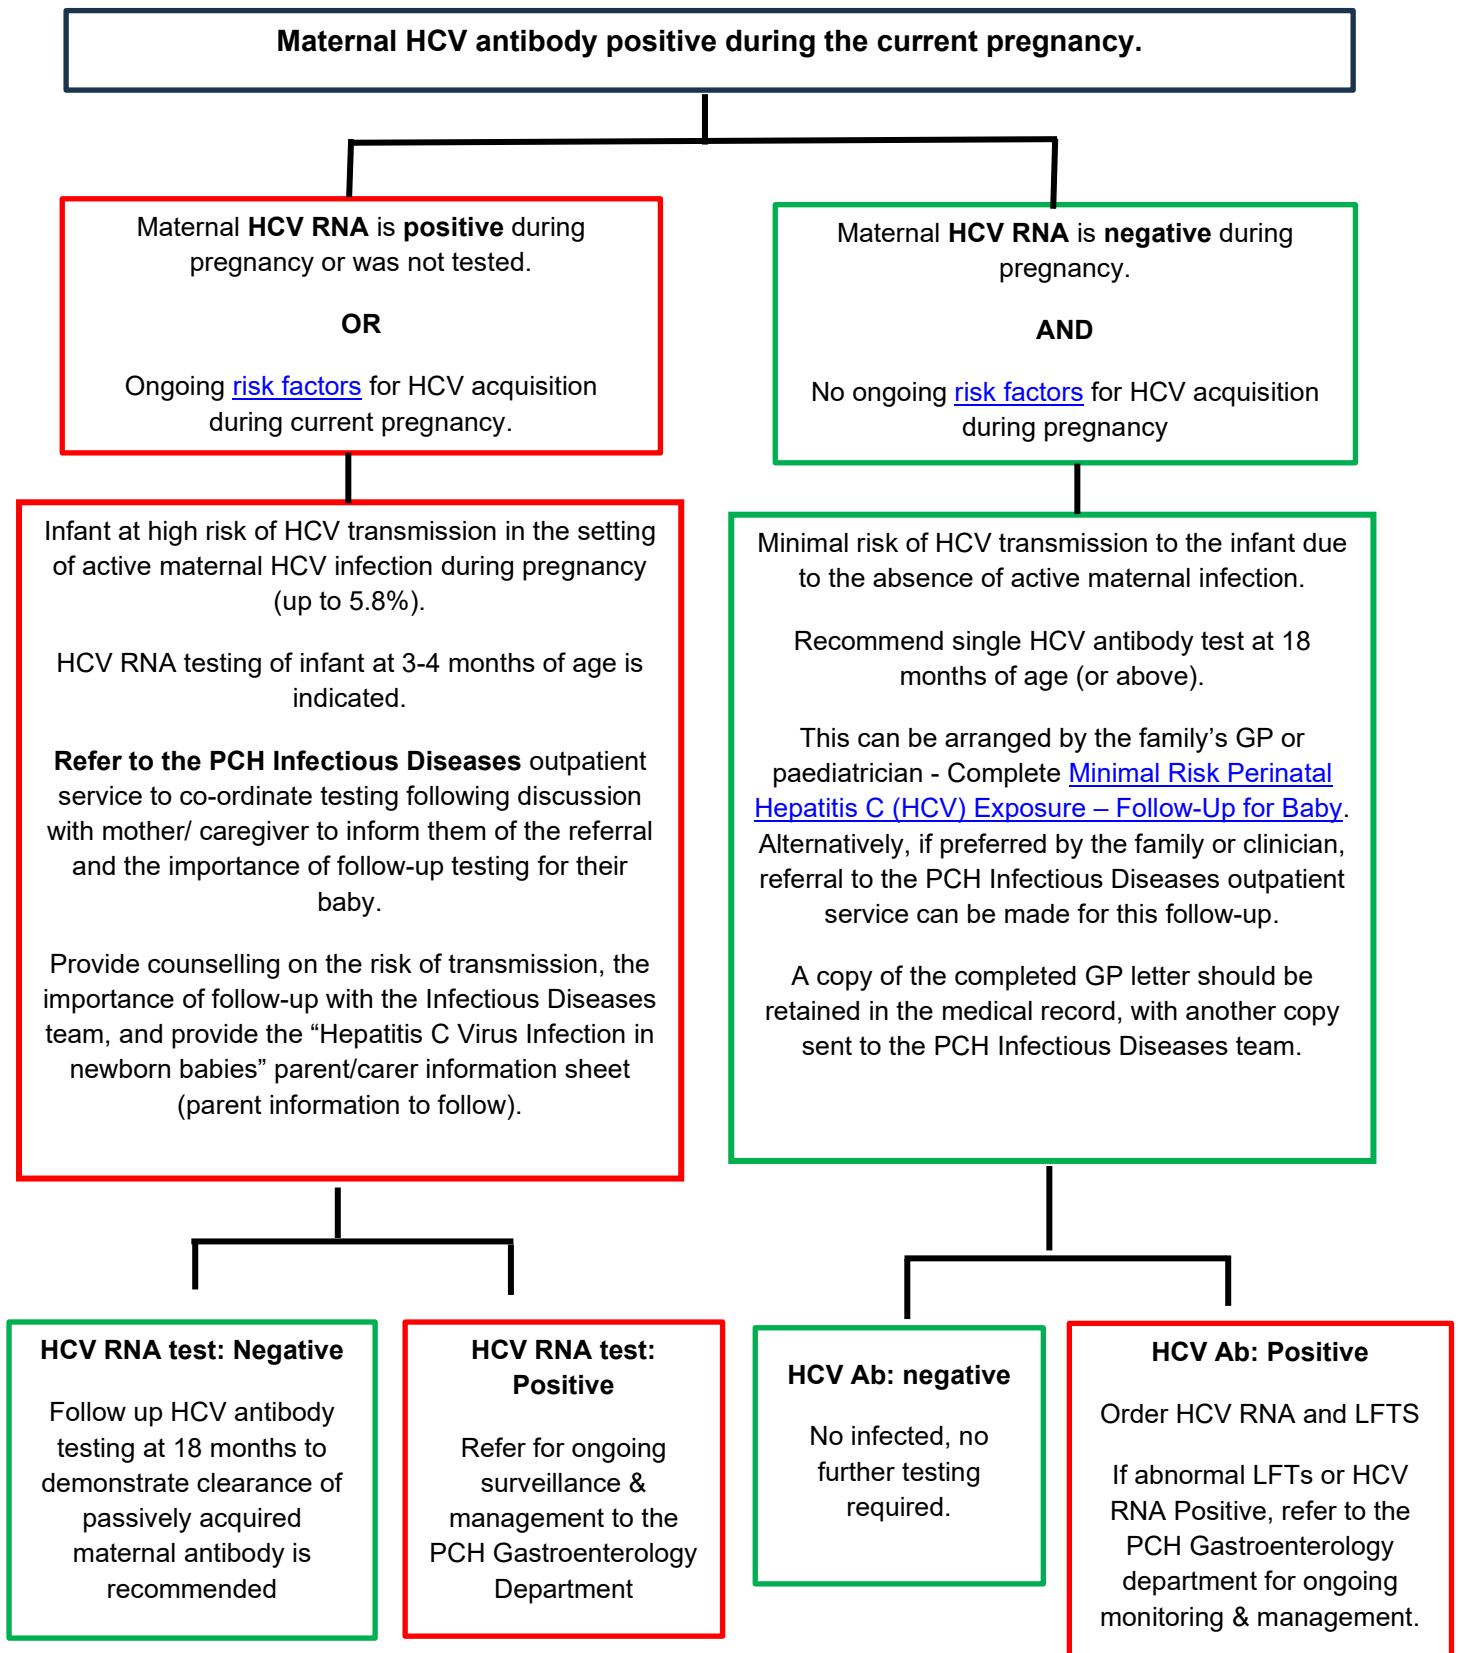 Maternal HCV antibody positive during the current pregnancy.
Maternal HCV RNA is positive during
pregnancy or was not tested.
OR
Ongoing risk factors for HCV acquisition
during current pregnancy.
Maternal HCV RNA is negative during
pregnancy.
AND
No ongoing risk factors for HCV acquisition
during pregnancy
Infant at high risk of HCV transmission in the setting
of active maternal HCV infection during pregnancy
(up to 5.8%).
HCV RNA testing of infant at 3-4 months of age is
indicated.
Refer to the PCH Infectious Diseases outpatient
service to co-ordinate testing following discussion
with mother/ caregiver to inform them of the referral
and the importance of follow-up testing for their
baby.
Provide counselling on the risk of transmission, the
importance of follow-up with the Infectious Diseases
team, and provide the “Hepatitis C Virus Infection in
newborn babies” parent/carer information sheet
(parent information to follow).
Minimal risk of HCV transmission to the infant due
to the absence of active maternal infection.
Recommend single HCV antibody test at 18
months of age (or above).
This can be arranged by the family’s GP or
paediatrician - Complete Minimal Risk Perinatal
Hepatitis C (HCV) Exposure – Follow-Up for Baby.
Alternatively, if preferred by the family or clinician,
referral to the PCH Infectious Diseases outpatient
service can be made for this follow-up.
A copy of the completed GP letter should be
retained in the medical record, with another copy
sent to the PCH Infectious Diseases team.
HCV RNA test: Negative
Follow up HCV antibody
testing at 18 months to
demonstrate clearance of
passively acquired
maternal antibody is
recommended
HCV RNA test:
Positive
Refer for ongoing
surveillance &
management to the
PCH Gastroenterology
Department
HCV Ab: negative
No infected, no
further testing
required.
HCV Ab: Positive
Order HCV RNA and LFTS
If abnormal LFTs or HCV
RNA Positive, refer to the
PCH Gastroenterology
department for ongoing
monitoring & management.